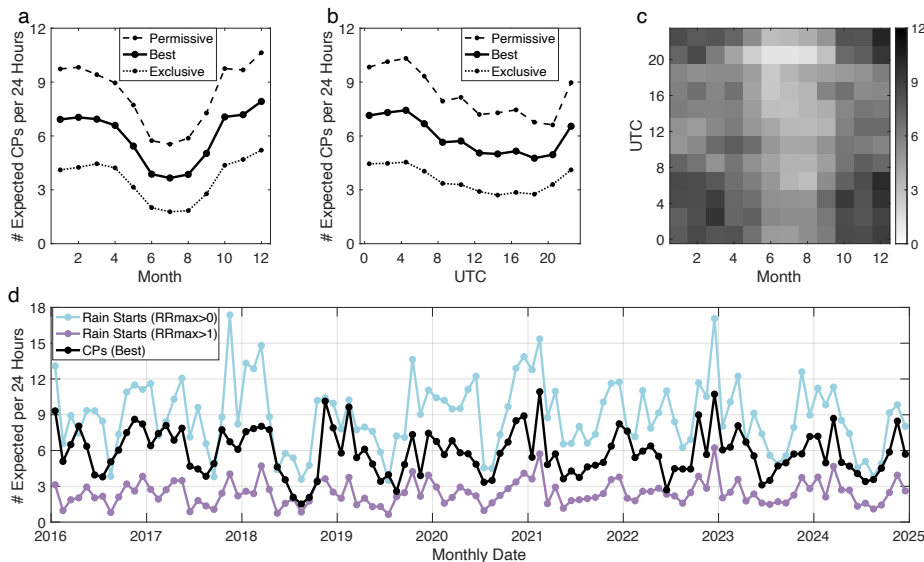 a
# Expected CPs per 24 Hours
12
9
6
3
0
Permissive
Best
Exclusive
2 4 6 8 10 12
Month
b
# Expected CPs per 24 Hours
12
9
6
3
0
Permissive
Best
Exclusive
0 4 8 12 16 20
UTC
c
UTC
20
16
12
8
4
0
2 4 6 8 10 12
Month
12
9
6
3
0
d
# Expected per 24 Hours
18
15
12
9
6
3
0
Rain Starts (RRmax>0)
Rain Starts (RRmax>1)
CPs (Best)
2016 2017 2018 2019 2020 2021 2022 2023 2024 2025
Monthly Date